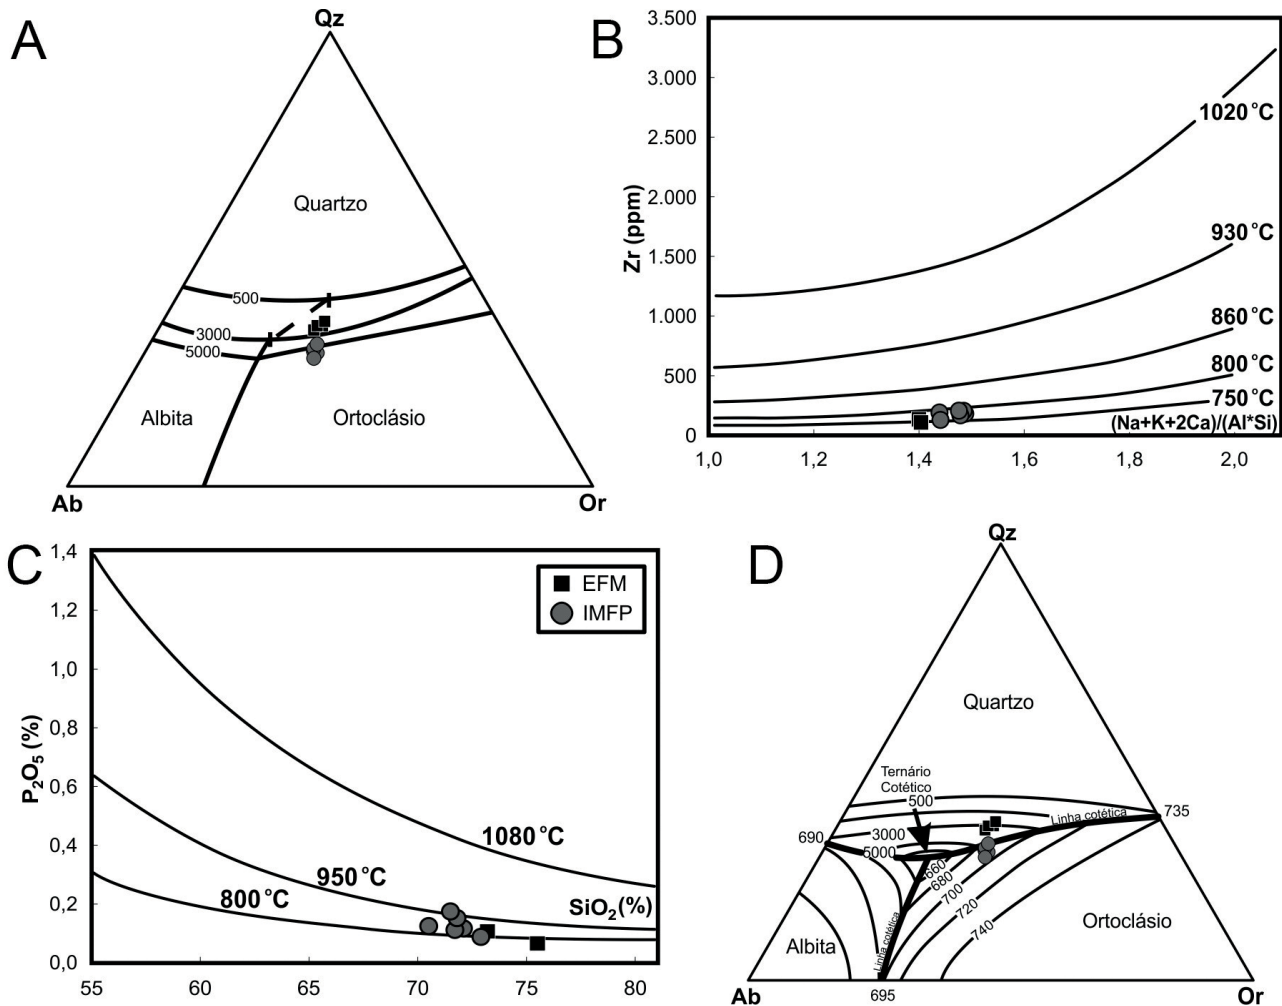 A
Qz
Quartzo
500
3000
5000
Albita
Ortoclásio
Ab
Or
B
Zr (ppm)
3.500
3.000
2.500
2.000
1.500
1.000
500
0
1020 °C
930 °C
860 °C
800 °C
750 °C
(Na+K+2Ca)/(Al*Si)
1,0
1,2
1,4
1,6
1,8
2,0
C
P2O5 (%)
1,4
1,2
1,0
0,8
0,6
0,4
0,2
0,0
EFM
IMFP
1080 °C
950 °C
800 °C
SiO2(%)
55
60
65
70
75
80
D
Qz
Quartzo
Ternário
Cotético
500
Linha cotética
735
690
3000
5000
660
680
700
720
740
Linha cotética
Albita
Ortoclásio
Ab
695
Or